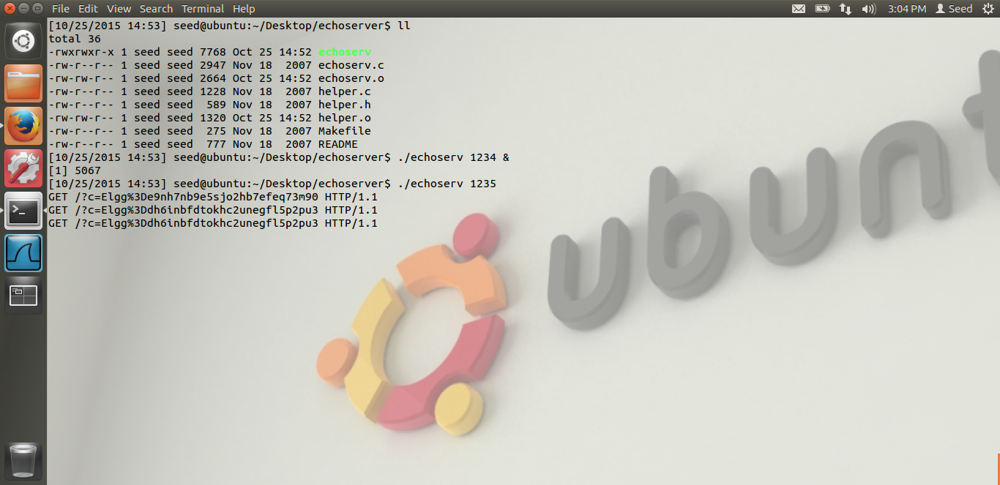 File Edit View Search Terminal Help 3:04 PM Seed
[10/25/2015 14:53] seed@ubuntu:~/Desktop/echoserver$ ll
total 36
-rwxrwxr-x 1 seed seed 7768 Oct 25 14:52 echoserv
-rw-r--r-- 1 seed seed 2947 Nov 18  2007 echoserv.c
-rw-rw-r-- 1 seed seed 2664 Oct 25 14:52 echoserv.o
-rw-r--r-- 1 seed seed 1228 Nov 18  2007 helper.c
-rw-r--r-- 1 seed seed  589 Nov 18  2007 helper.h
-rw-rw-r-- 1 seed seed 1320 Oct 25 14:52 helper.o
-rw-r--r-- 1 seed seed  275 Nov 18  2007 Makefile
-rw-r--r-- 1 seed seed  777 Nov 18  2007 README
[10/25/2015 14:53] seed@ubuntu:~/Desktop/echoserver$ ./echoserv 1234 &
[1] 5067
[10/25/2015 14:53] seed@ubuntu:~/Desktop/echoserver$ ./echoserv 1235
GET /?c=Elgg%3De9nh7nb9e5sjo2hb7efeq73m90 HTTP/1.1
GET /?c=Elgg%3Ddh6inbfdtokhc2unegfl5p2pu3 HTTP/1.1
GET /?c=Elgg%3Ddh6inbfdtokhc2unegfl5p2pu3 HTTP/1.1
ubunt